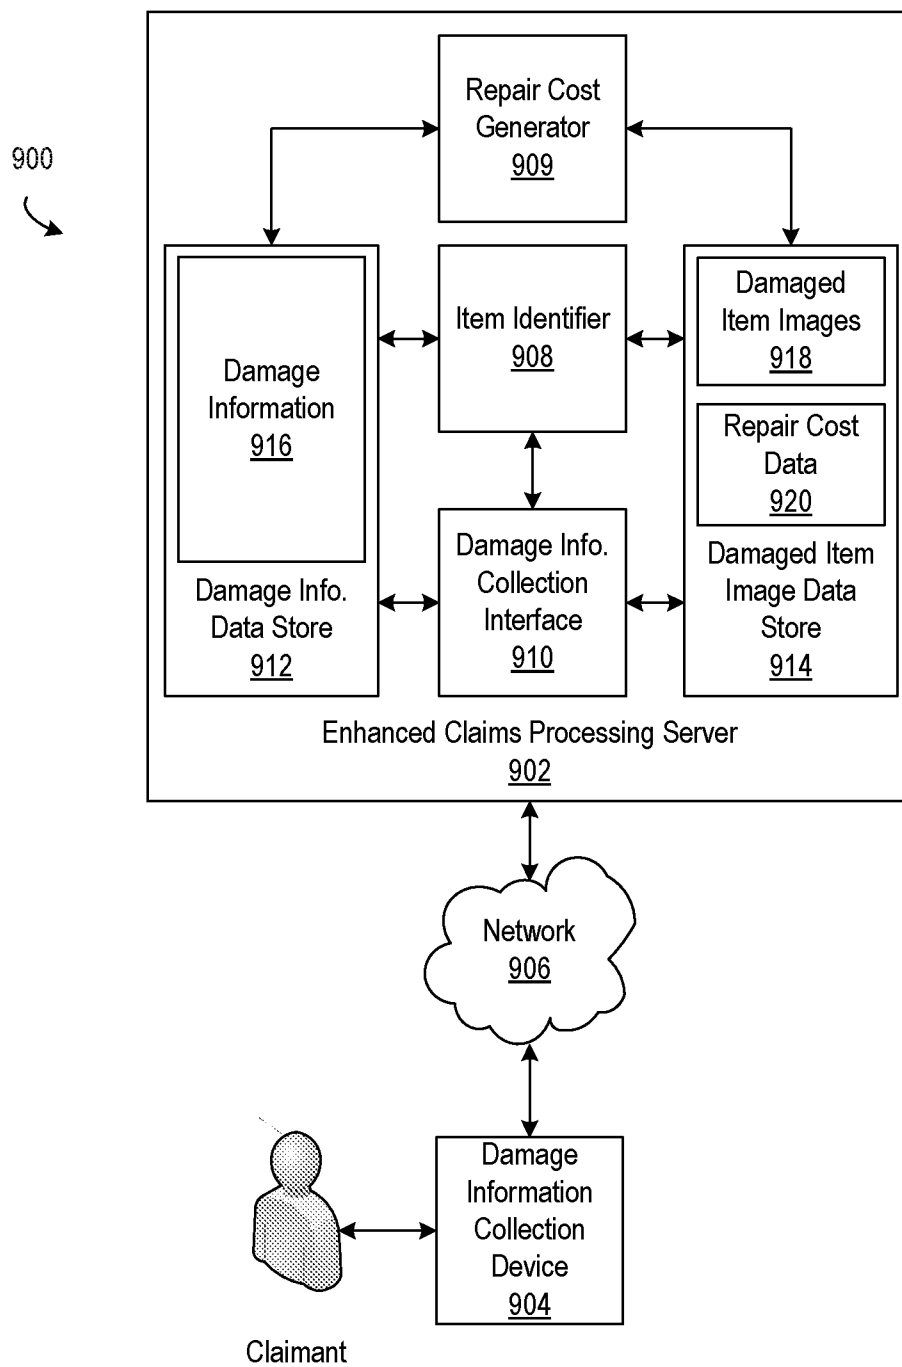 900
Repair Cost
Generator
909
Damage
Information
916
Damage Info.
Data Store
912
Item Identifier
908
Damage Info.
Collection
Interface
910
Damaged
Item Images
918
Repair Cost
Data
920
Damaged Item
Image Data
Store
914
Enhanced Claims Processing Server
902
Network
906
Damage
Information
Collection
Device
904
Claimant